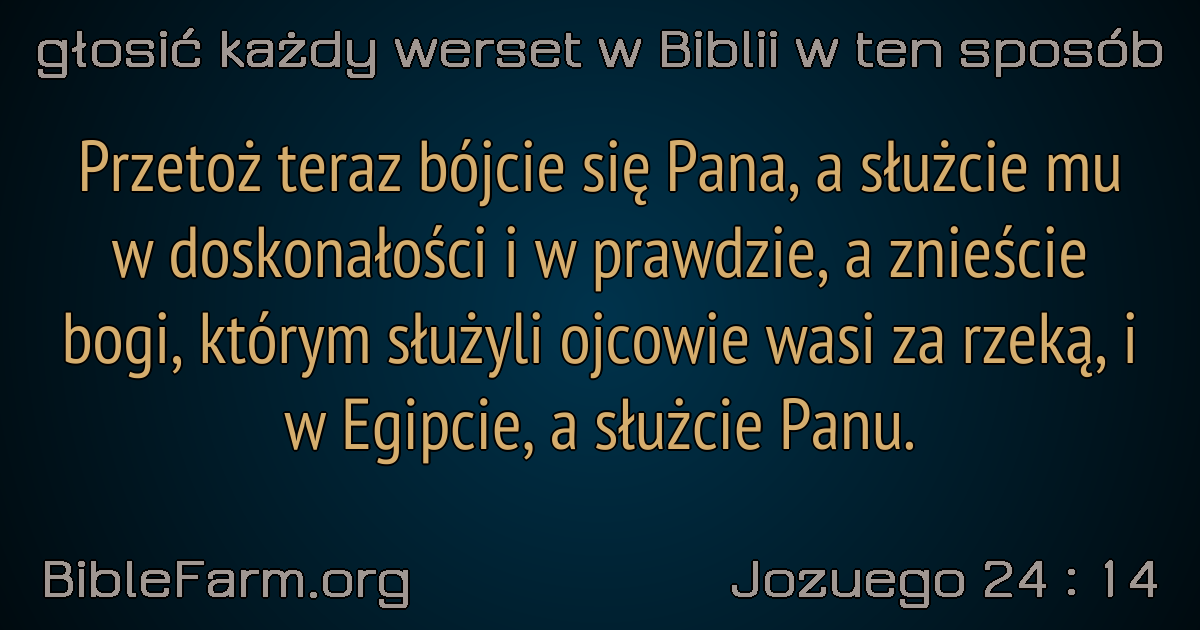 głosić każdy werset w Biblii w ten sposób
Przetoż teraz bójcie się Pana, a służcie mu
w doskonałości i w prawdzie, a znieście
bogi, którym służyli ojcowie wasi za rzeką, i
w Egipcie, a służcie Panu.
BibleFarm.org
Jozuego 24 : 14